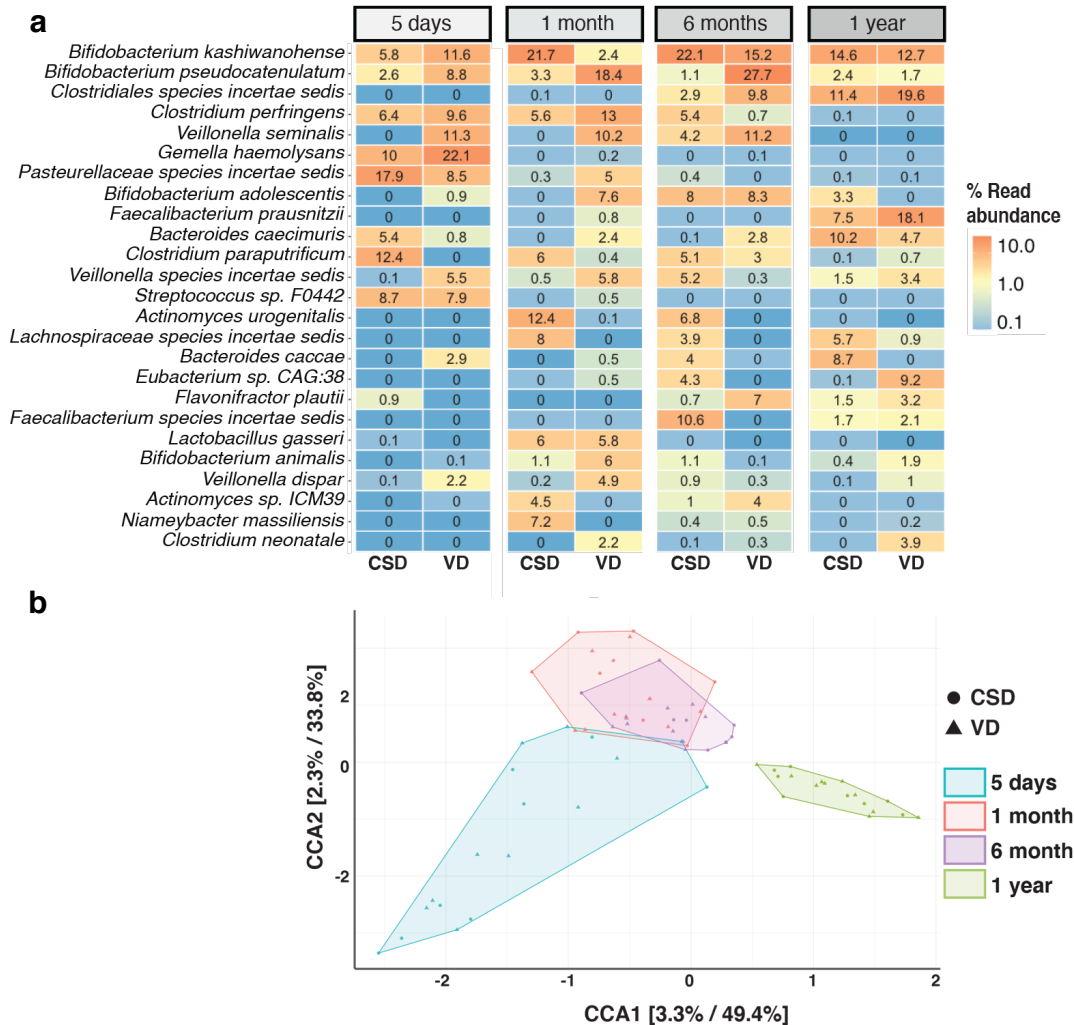 a
5 days 1 month 6 months 1 year
Bifidobacterium kashiwanohense 5.8 11.6 21.7 2.4 22.1 15.2 14.6 12.7
Bifidobacterium pseudocatenulatum 2.6 8.8 3.3 18.4 1.1 27.7 2.4 1.7
Clostridiales species incertae sedis 0 0 0.1 0 2.9 9.8 11.4 19.6
Clostridium perfringens 6.4 9.6 5.6 13 5.4 0.7 0.1 0
Veillonella seminalis 0 11.3 0 10.2 4.2 11.2 0 0
Gemella haemolysans 10 22.1 0 0.2 0 0.1 0 0
Pasteurellaceae species incertae sedis 17.9 8.5 0.3 5 0.4 0 0.1 0.1
Bifidobacterium adolescentis 0 0.9 0 7.6 8 8.3 3.3 0
Faecalibacterium prausnitzii 0 0 0 0.8 0 0 7.5 18.1
Bacteroides caecimuris 5.4 0.8 0 2.4 0.1 2.8 10.2 4.7
Clostridium paraputrificum 12.4 0 6 0.4 5.1 3 0.1 0.7
Veillonella species incertae sedis 0.1 5.5 0.5 5.8 5.2 0.3 1.5 3.4
Streptococcus sp. F0442 8.7 7.9 0 0.5 0 0 0 0
Actinomyces urogenitalis 0 0 12.4 0.1 6.8 0 0 0
Lachnospiraceae species incertae sedis 0 0 8 0 3.9 0 5.7 0.9
Bacteroides caccae 0 2.9 0 0.5 4 0 8.7 0
Eubacterium sp. CAG:38 0 0 0 0.5 4.3 0 0.1 9.2
Flavonifractor plautii 0.9 0 0 0 0.7 7 1.5 3.2
Faecalibacterium species incertae sedis 0 0 0 0 10.6 0 1.7 2.1
Lactobacillus gasseri 0.1 0 6 5.8 0 0 0 0
Bifidobacterium animalis 0 0.1 1.1 6 1.1 0.1 0.4 1.9
Veillonella dispar 0.1 2.2 0.2 4.9 0.9 0.3 0.1 1
Actinomyces sp. ICM39 0 0 4.5 0 1 4 0 0
Niameybacter massiliensis 0 0 7.2 0 0.4 0.5 0 0.2
Clostridium neonatale 0 0 0 2.2 0.1 0.3 0 3.9
CSD VD CSD VD CSD VD CSD VD
% Read
abundance
10.0
1.0
0.1
b
CCA2 [2.3% / 33.8%]
2
0
-2
-2 -1 0 1 2
CCA1 [3.3% / 49.4%]
CSD
VD
5 days
1 month
6 month
1 year